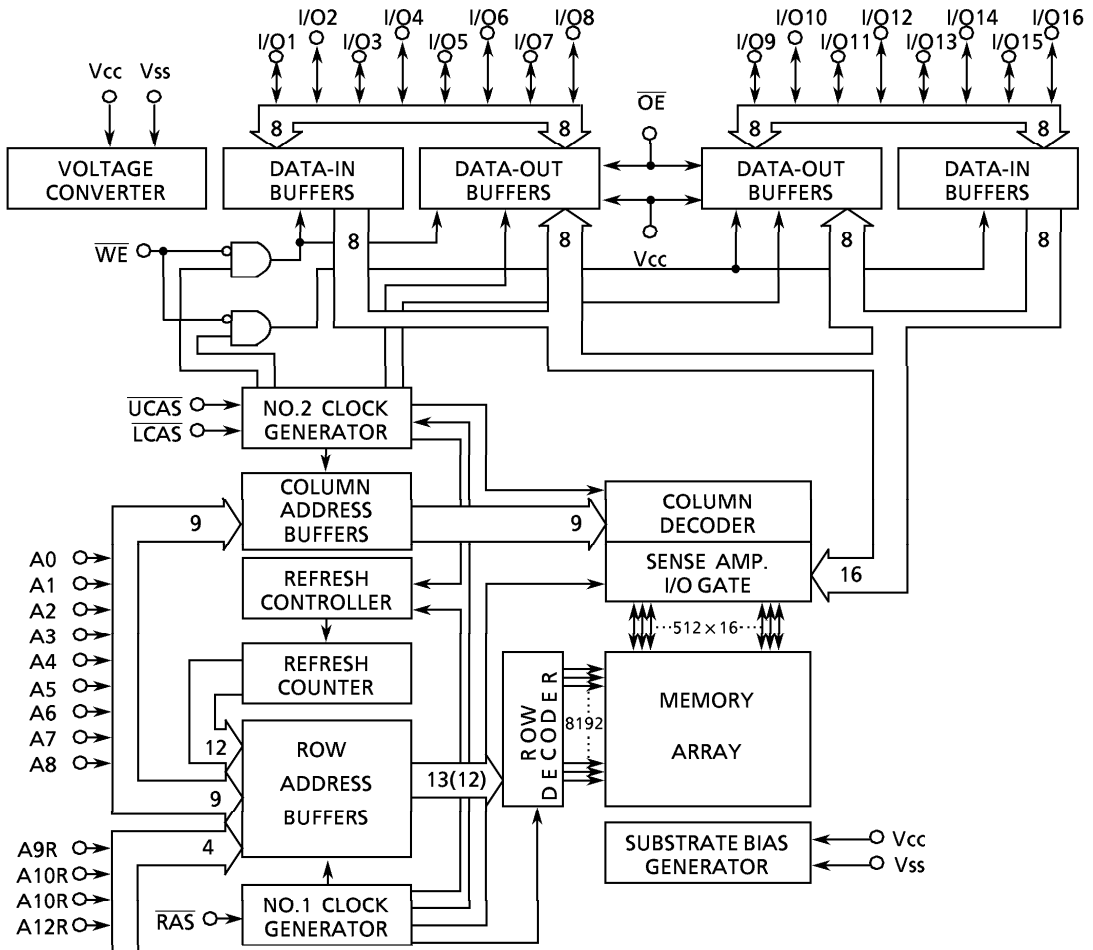 I/O2 I/O4 I/O6 I/O8 I/O10 I/O12 I/O14 I/O16
I/O1 I/O3 I/O5 I/O7 I/O9 I/O11 I/O13 I/O15
Vcc Vss
OE
8 8 8 8
VOLTAGE CONVERTER
DATA-IN BUFFERS
DATA-OUT BUFFERS
DATA-OUT BUFFERS
DATA-IN BUFFERS
WE
8 8 8 8
Vcc
UCAS
LCAS
NO.2 CLOCK
GENERATOR
COLUMN
ADDRESS
BUFFERS
9
9
COLUMN
DECODER
SENSE AMP.
I/O GATE
16
A0
A1
A2
A3
A4
A5
A6
A7
A8
REFRESH
CONTROLLER
REFRESH
COUNTER
512 × 16
ROW
DECODER
8192
MEMORY
ARRAY
12
9
4
ROW
ADDRESS
BUFFERS
13(12)
A9R
A10R
A10R
A12R
SUBSTRATE BIAS
GENERATOR
Vcc
Vss
RAS
NO.1 CLOCK
GENERATOR